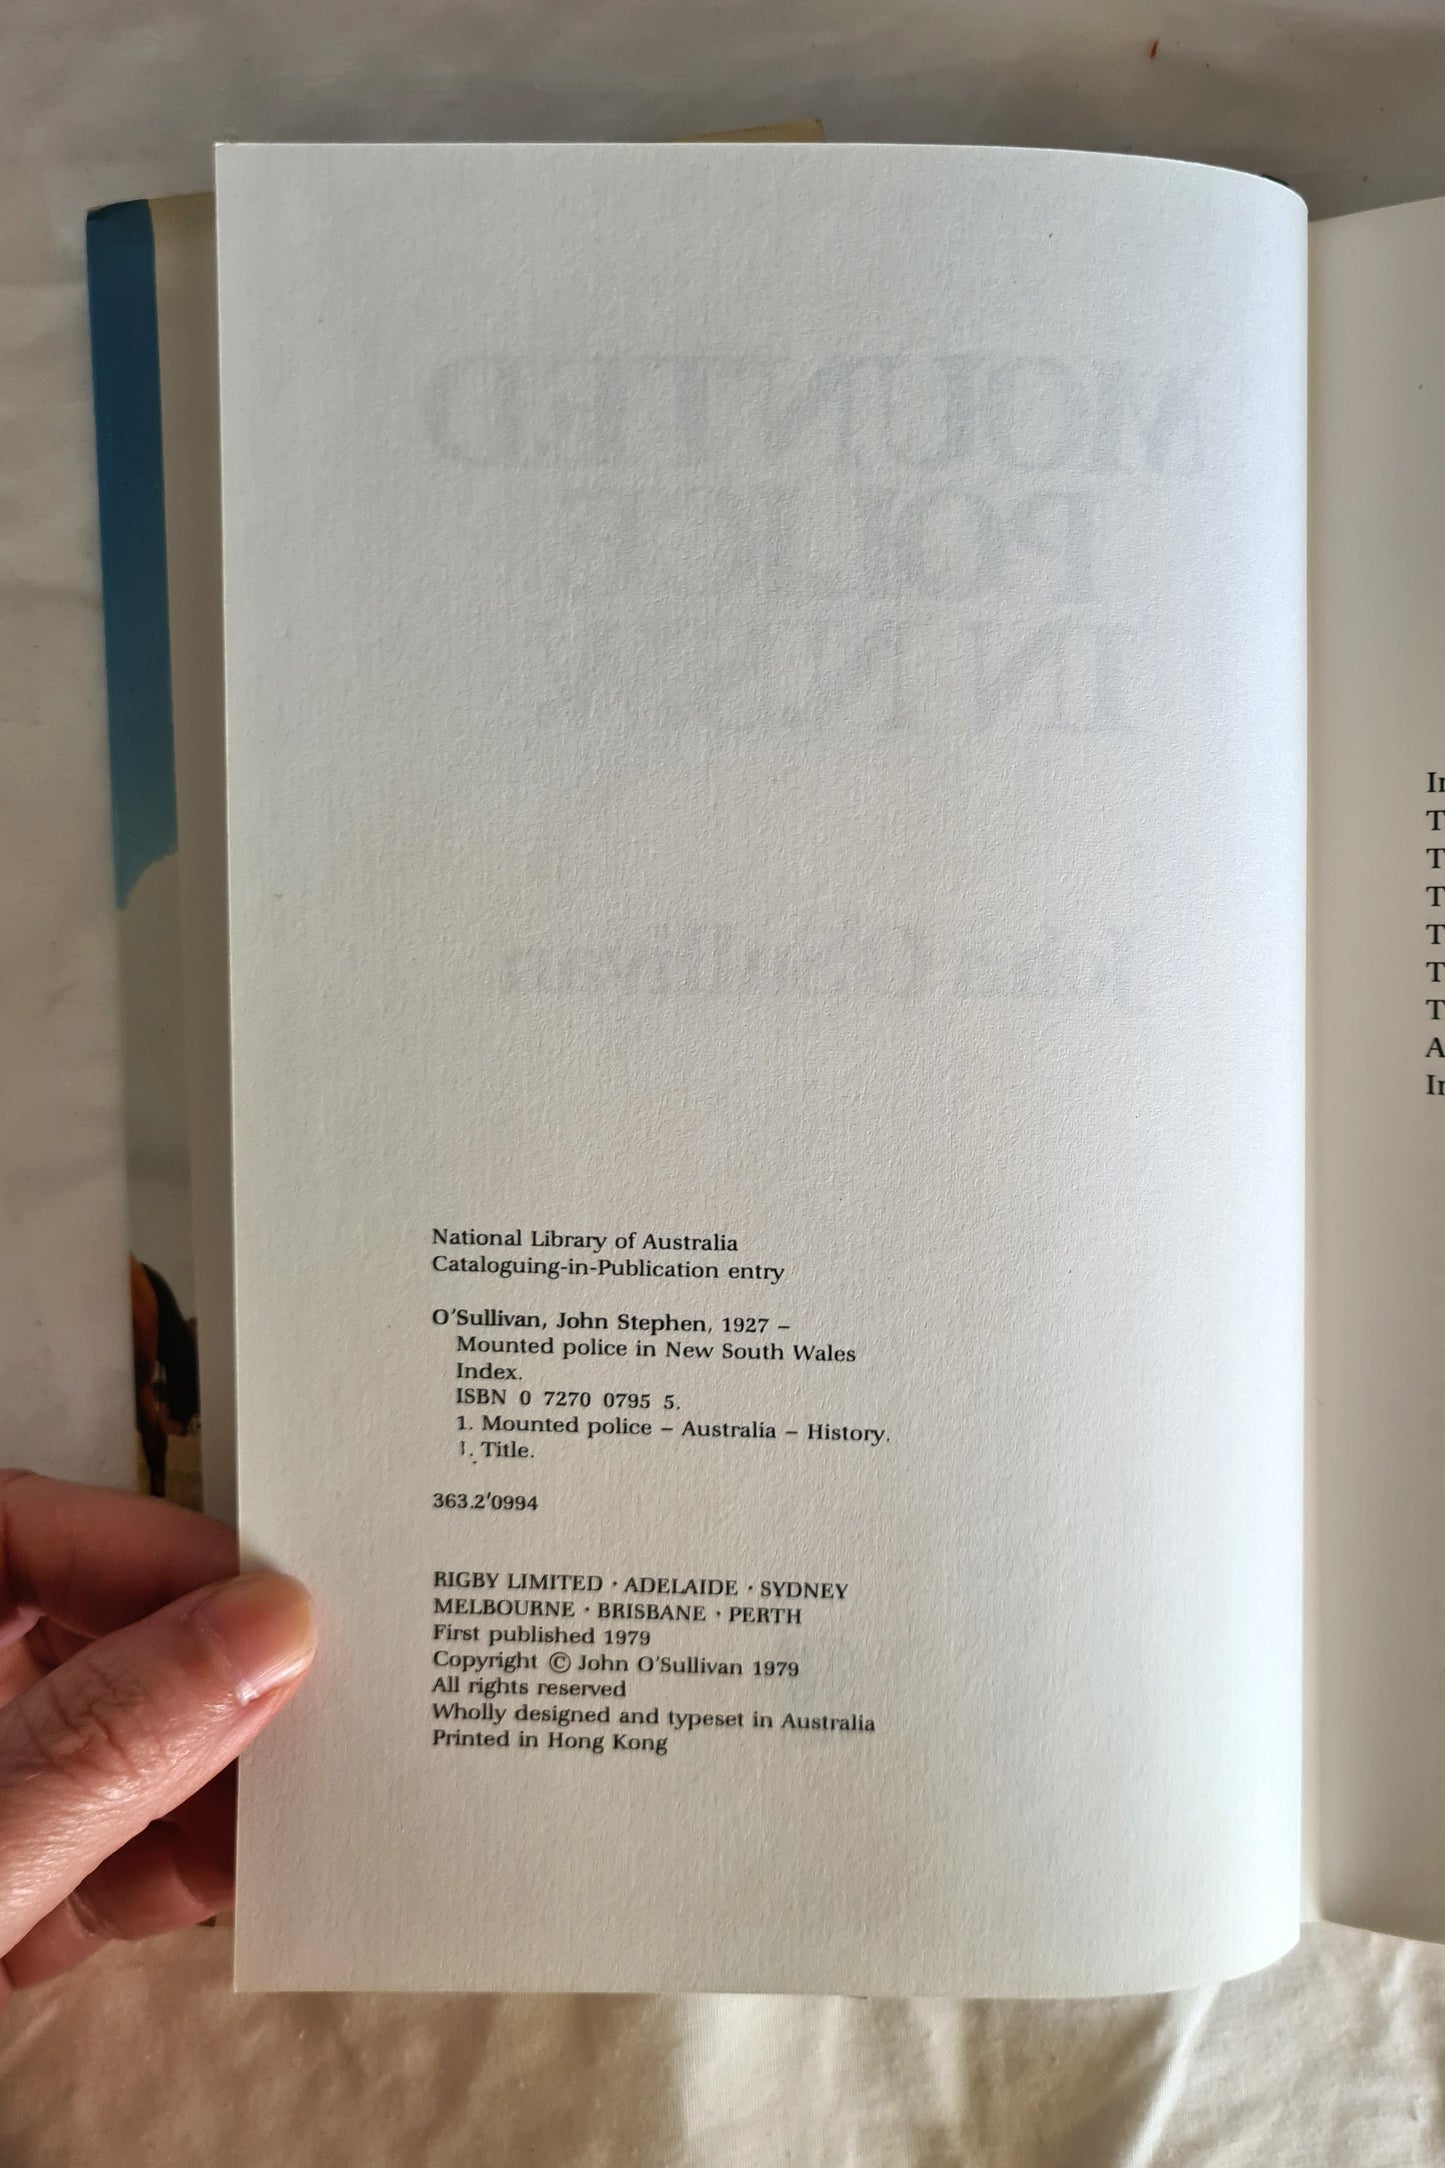 National Library of Australia
Cataloguing-in-Publication entry
O'Sullivan, John Stephen, 1927 –
Mounted police in New South Wales
Index.
ISBN 0 7270 0795 5.
1. Mounted police – Australia – History.
1. Title.
363.2'0994
RIGBY LIMITED · ADELAIDE · SYDNEY
MELBOURNE · BRISBANE · PERTH
First published 1979
Copyright © John O'Sullivan 1979
All rights reserved
Wholly designed and typeset in Australia
Printed in Hong Kong